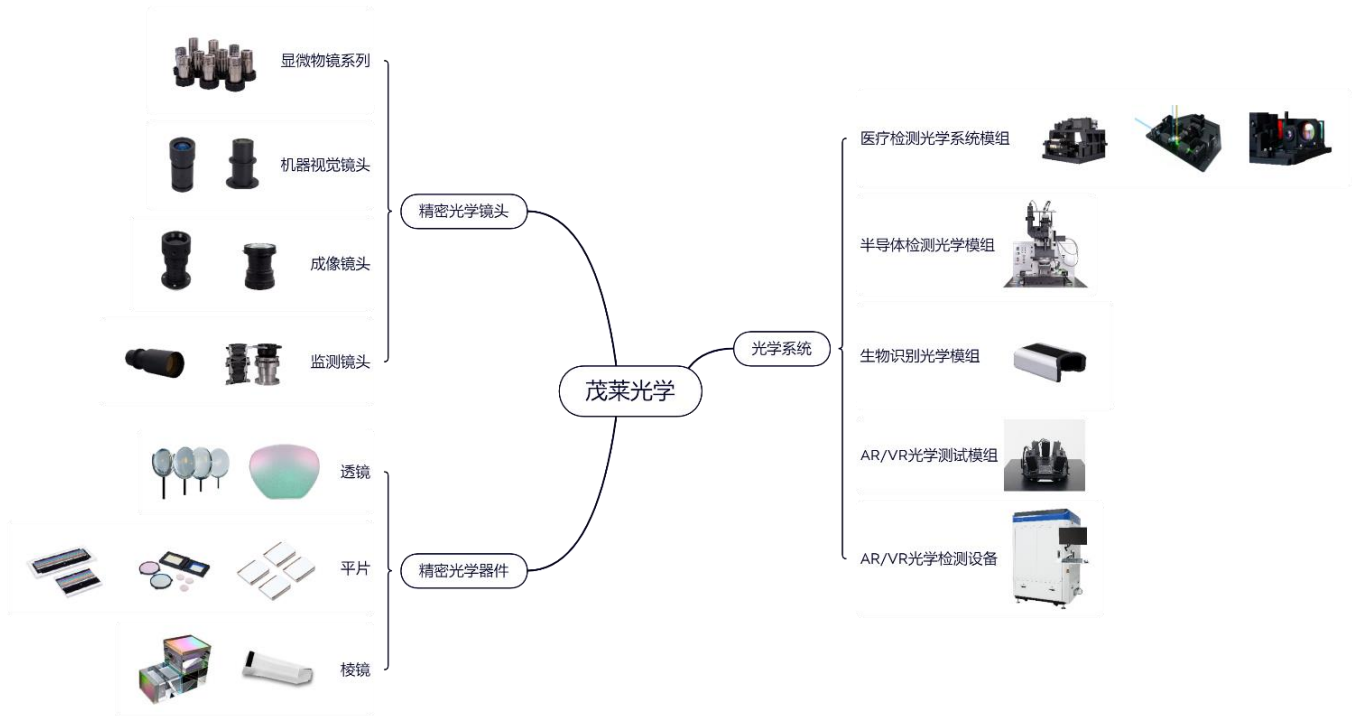 显微物镜系列
机器视觉镜头
精密光学镜头
成像镜头
监测镜头
茂莱光学
透镜
平片
精密光学器件
棱镜
光学系统
医疗检测光学系统模组
半导体检测光学模组
生物识别光学模组
AR/VR光学测试模组
AR/VR光学检测设备